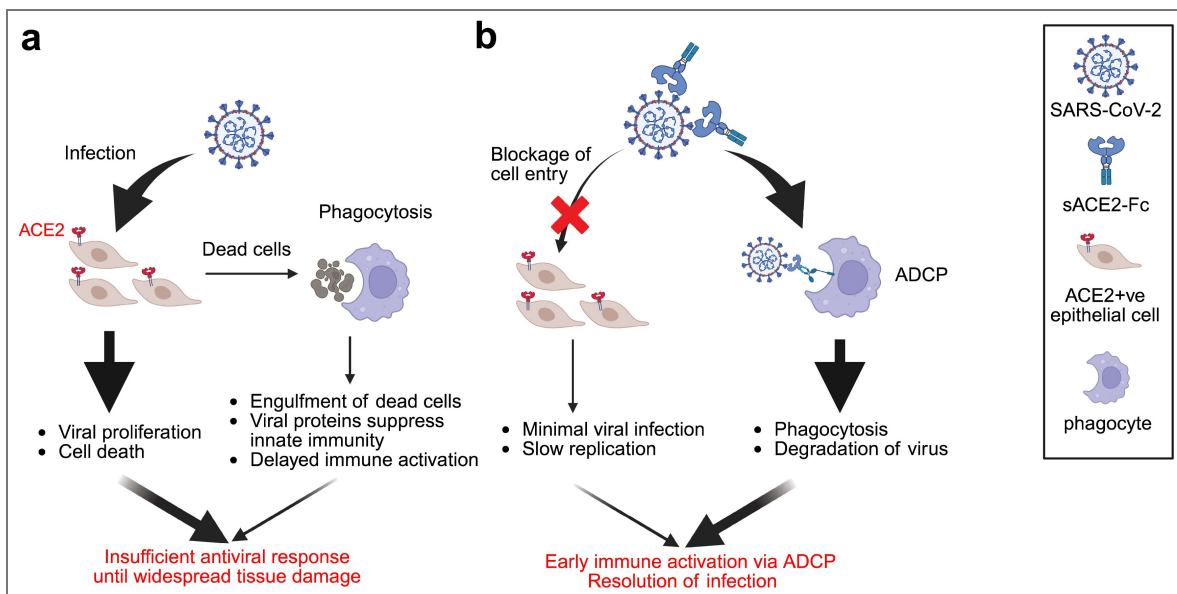 a
Infection
ACE2
Dead cells
Phagocytosis
• Viral proliferation
• Cell death
• Engulfment of dead cells
• Viral proteins suppress
innate immunity
• Delayed immune activation
Insufficient antiviral response
until widespread tissue damage
b
Blockage of
cell entry
ADCP
• Minimal viral infection
• Slow replication
• Phagocytosis
• Degradation of virus
Early immune activation via ADCP
Resolution of infection
SARS-CoV-2
sACE2-Fc
ACE2+ve
epithelial cell
phagocyte